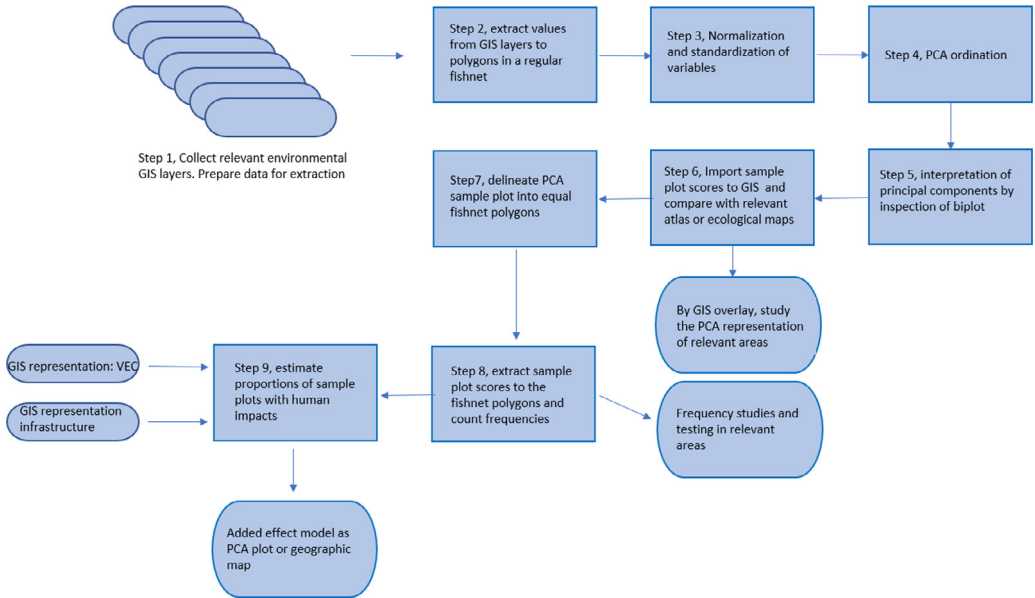 Step 2, extract values
from GIS layers to
polygons in a regular
fishnet
Step 3, Normalization
and standardization of
variables
Step 4, PCA ordination
Step 1, Collect relevant environmental
GIS layers. Prepare data for extraction
Step7, delineate PCA
sample plot Into equal
fishnet polygons
Step 6, Import sample
plot scores to GIS and
compare with relevant
atlas or ecological maps
Step 5, interpretation of
principal components by
inspection of biplot
By GIS overlay, study
the PCA representation
of relevant areas
GIS representation: VEC
GIS representation
infrastructure
Step 9, estimate
proportions of sample
plots with human
impacts
Step 8, extract sample
plot scores to the
fishnet polygons and
count frequencies
Frequency studies and
testing in relevant
areas
Added effect model as
PCA plot or geographic
map